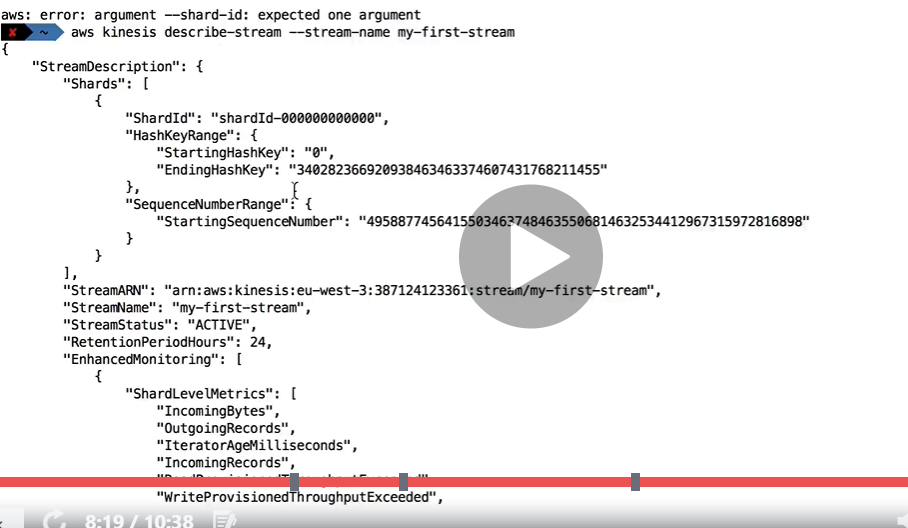 aws: error: argument --shard-id: expected one argument
✘ ~ aws kinesis describe-stream --stream-name my-first-stream
{
"StreamDescription": {
"Shards": [
{
"ShardId": "shardId-000000000000",
"HashKeyRange": {
"StartingHashKey": "0",
"EndingHashKey": "340282366920938463463374607431768211455"
},
"SequenceNumberRange": {
"StartingSequenceNumber": "49588774564155034637484635506814632534412967315972816898"
}
}
],
"StreamARN": "arn:aws:kinesis:eu-west-3:387124123361:stream/my-first-stream",
"StreamName": "my-first-stream",
"StreamStatus": "ACTIVE",
"RetentionPeriodHours": 24,
"EnhancedMonitoring": [
{
"ShardLevelMetrics": [
"IncomingBytes",
"OutgoingRecords",
"IteratorAgeMilliseconds",
"IncomingRecords",
"WriteProvisionedThroughputExceeded",
8:19 / 10:38